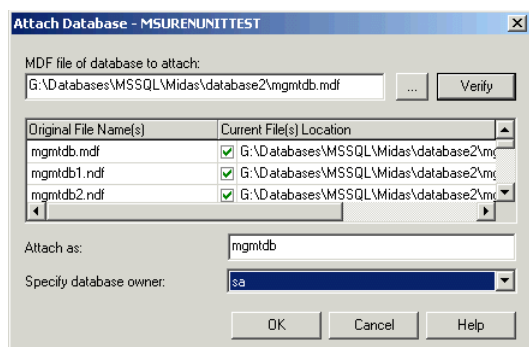 Attach Database - MSURENUNITTEST
MDF file of database to attach:
G:\Databases\MSSQL\Midas\database2\mgmtdb.mdf ... Verify
Original File Name(s) Current File(s) Location
mgmtdb.mdf G:\Databases\MSSQL\Midas\database2\mg
mgmtdb1.ndf G:\Databases\MSSQL\Midas\database2\mg
mgmtdb2.ndf G:\Databases\MSSQL\Midas\database2\mg
Attach as: mgmtdb
Specify database owner: sa
OK Cancel Help